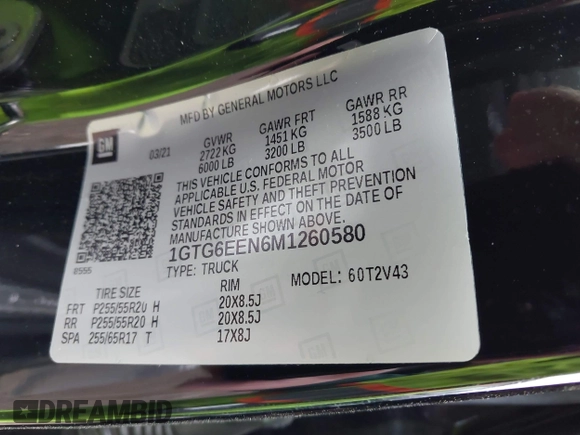 MFD BY GENERAL MOTORS LLC
GM 03/21 GVWR GAWR FRT GAWR RR
2722 KG 1451 KG 1588 KG
6000 LB 3200 LB 3500 LB
THIS VEHICLE CONFORMS TO ALL
APPLICABLE U.S. FEDERAL MOTOR
VEHICLE SAFETY AND THEFT PREVENTION
STANDARDS IN EFFECT ON THE DATE OF
MANUFACTURE SHOWN ABOVE.
1GTG6EEN6M1260580
TYPE: TRUCK MODEL: 60T2V43
TIRE SIZE RIM
FRT P255/55R20 H 20X8.5J
RR P255/55R20 H 20X8.5J
SPA 255/65R17 T 17X8J
DREAMBID